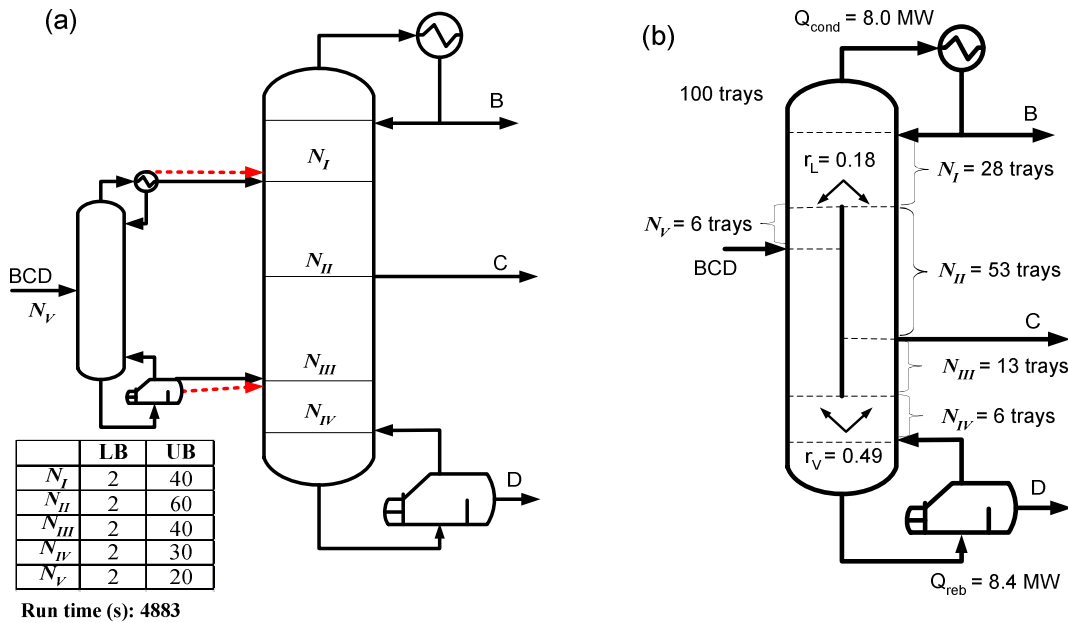 (a)
B
N_I
N_II
C
BCD
N_V
N_III
N_IV
D
LB UB
N_I 2 40
N_II 2 60
N_III 2 40
N_IV 2 30
N_V 2 20
Run time (s): 4883
(b)
Q_cond = 8.0 MW
100 trays
B
r_L = 0.18
N_I = 28 trays
N_V = 6 trays
BCD
N_II = 53 trays
C
N_III = 13 trays
N_IV = 6 trays
r_V = 0.49
D
Q_reb = 8.4 MW